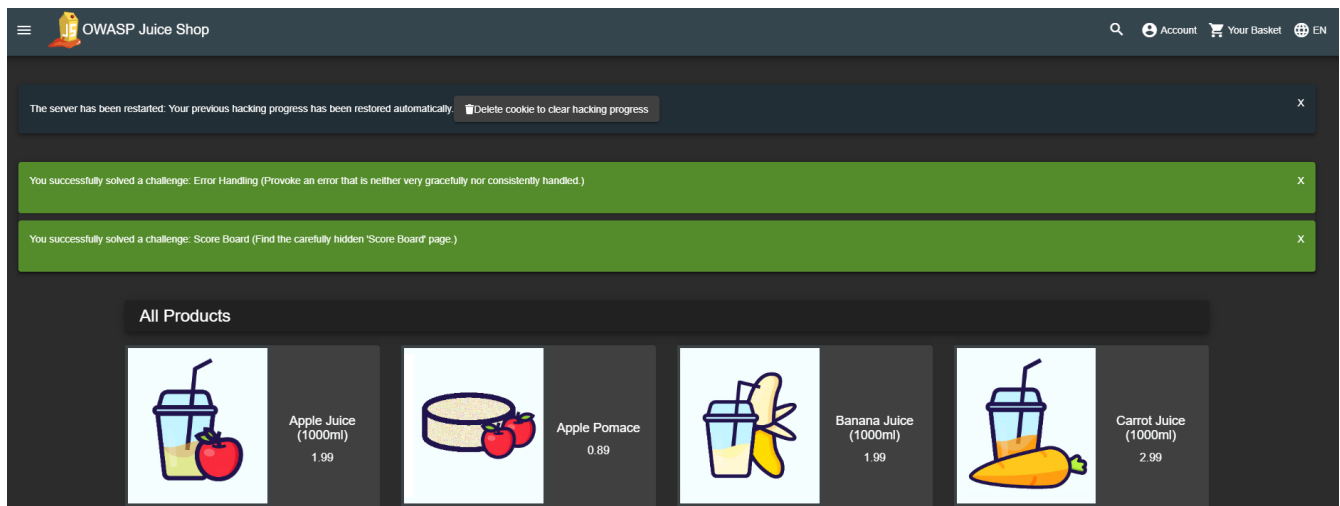 OWASP Juice Shop
Account
Your Basket
EN
The server has been restarted: Your previous hacking progress has been restored automatically. Delete cookie to clear hacking progress
X
You successfully solved a challenge: Error Handling (Provoke an error that is neither very gracefully nor consistently handled.)
X
You successfully solved a challenge: Score Board (Find the carefully hidden 'Score Board' page.)
X
All Products
Apple Juice
(1000ml)
1.99
Apple Pomace
0.89
Banana Juice
(1000ml)
1.99
Carrot Juice
(1000ml)
2.99